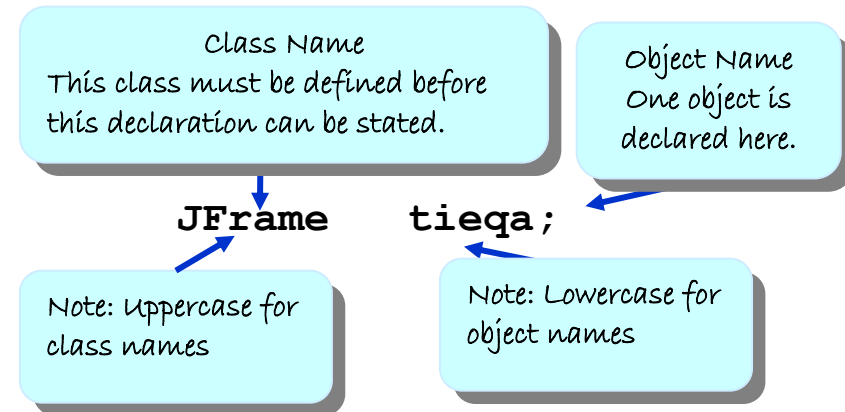 Class Name
This class must be defined before
this declaration can be stated.
Object Name
One object is
declared here.
JFrame tieqa;
Note: Uppercase for
class names
Note: Lowercase for
object names